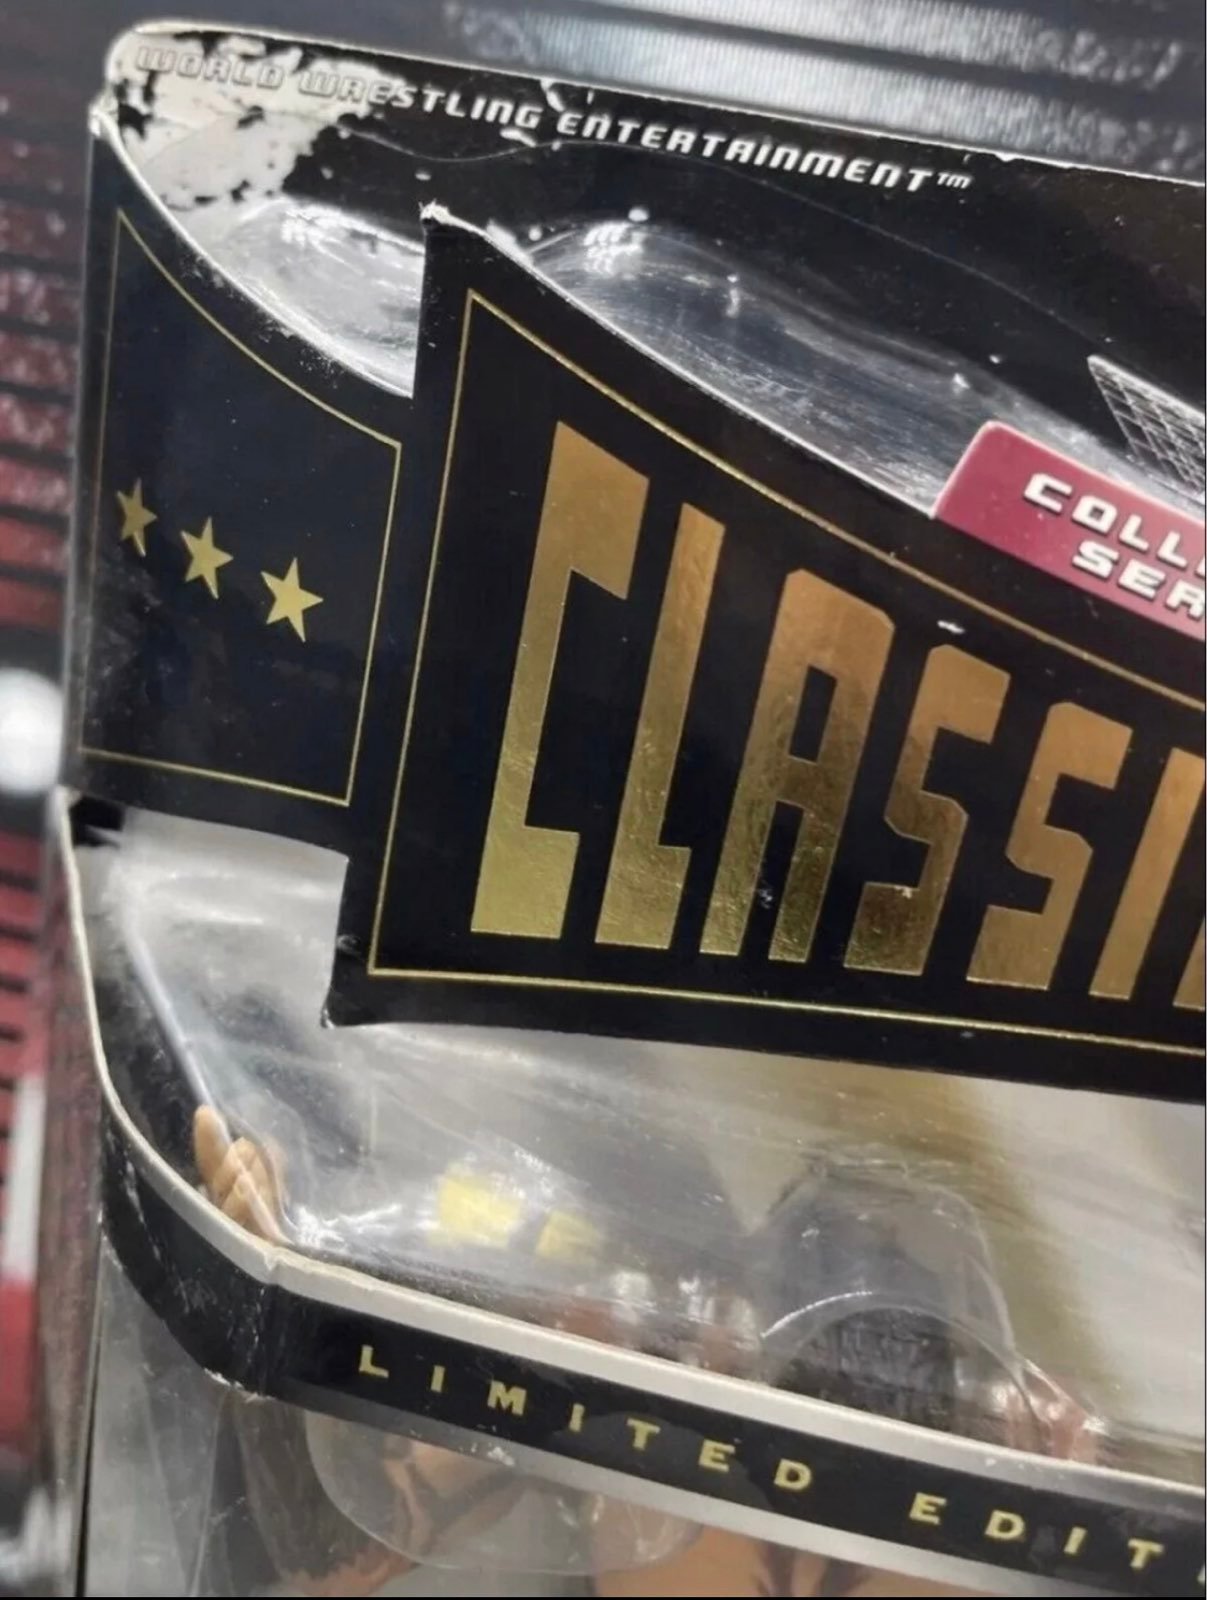 WORLD WRESTLING ENTERTAINMENT™
COLL
SER
CLASSI
LIMITED EDIT